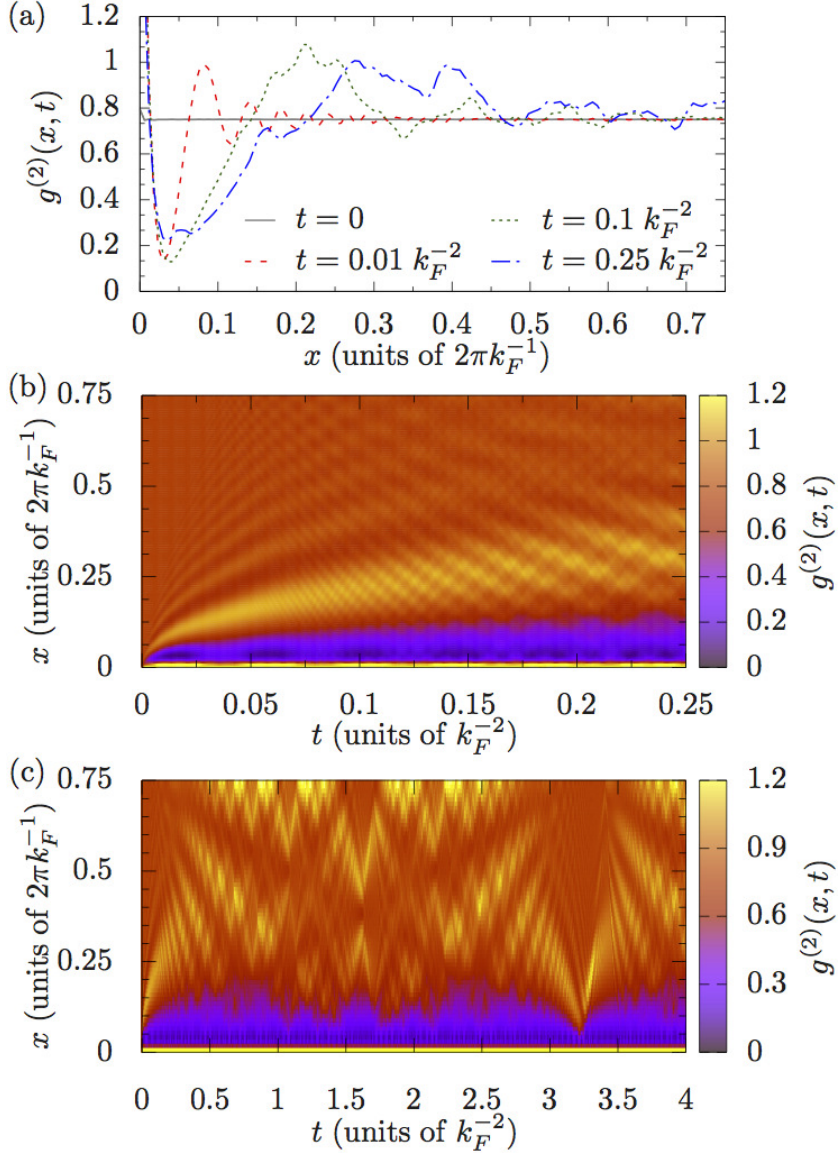 (a)
1.2
1
0.8
0.6
0.4
0.2
0
g^{(2)}(x, t)
t = 0
t = 0.01 k_F^{-2}
t = 0.1 k_F^{-2}
t = 0.25 k_F^{-2}
0 0.1 0.2 0.3 0.4 0.5 0.6 0.7
x (units of 2πk_F^{-1})
(b)
0.75
0.5
0.25
0
x (units of 2πk_F^{-1})
0 0.05 0.1 0.15 0.2 0.25
t (units of k_F^{-2})
1.2
1
0.8
0.6
0.4
0.2
0
g^{(2)}(x, t)
(c)
0.75
0.5
0.25
0
x (units of 2πk_F^{-1})
0 0.5 1 1.5 2 2.5 3 3.5 4
t (units of k_F^{-2})
1.2
0.9
0.6
0.3
0
g^{(2)}(x, t)